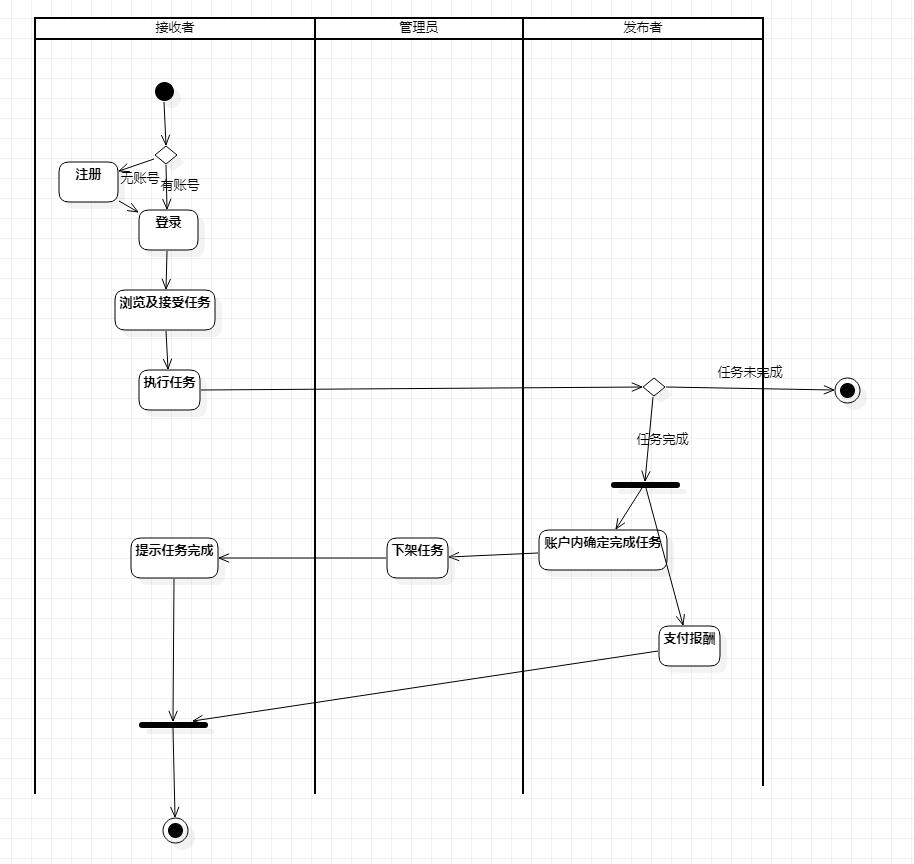 接收者
管理员
发布者
注册
无账号
有账号
登录
浏览及接受任务
执行任务
任务未完成
任务完成
提示任务完成
下架任务
账户内确定完成任务
支付报酬